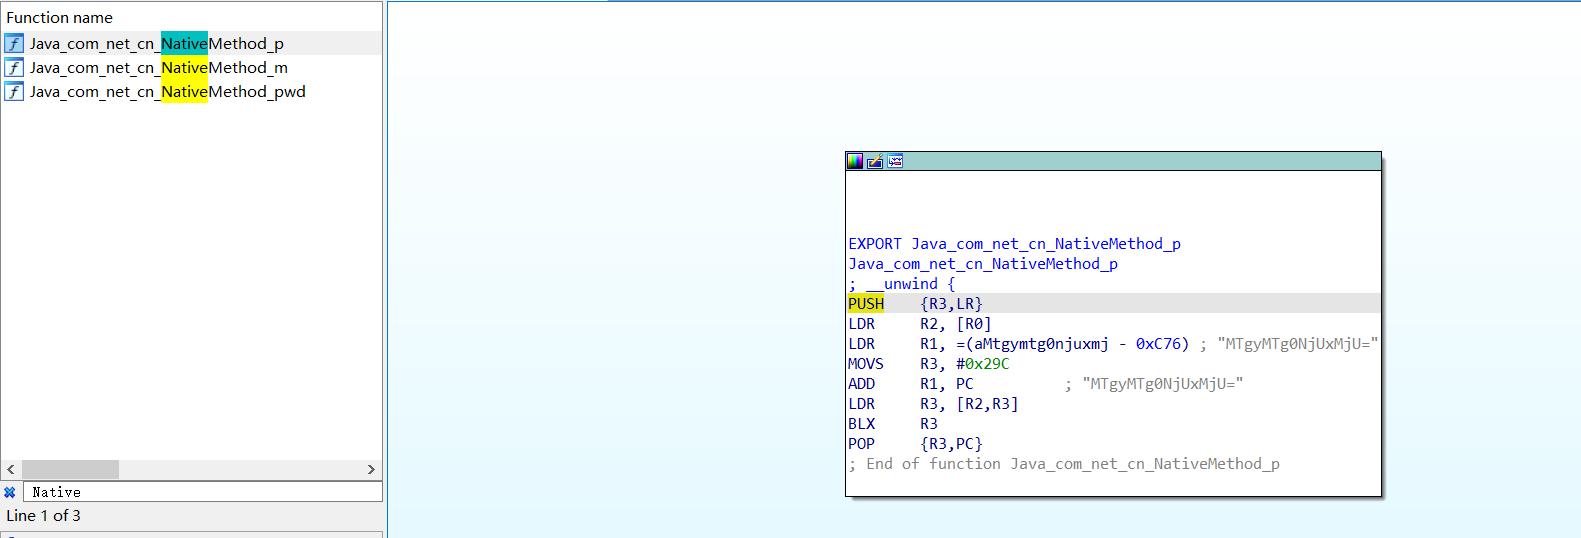 Function name
Java_com_net_cn_NativeMethod_p
Java_com_net_cn_NativeMethod_m
Java_com_net_cn_NativeMethod_pwd
Native
Line 1 of 3
EXPORT Java_com_net_cn_NativeMethod_p
Java_com_net_cn_NativeMethod_p
; __unwind {
PUSH {R3,LR}
LDR R2, [R0]
LDR R1, =(aMtgymtg0njuxmj - 0xC76) ; "MTgyMTg0NjUxMjU="
MOVS R3, #0x29C
ADD R1, PC ; "MTgyMTg0NjUxMjU="
LDR R3, [R2,R3]
BLX R3
POP {R3,PC}
; End of function Java_com_net_cn_NativeMethod_p